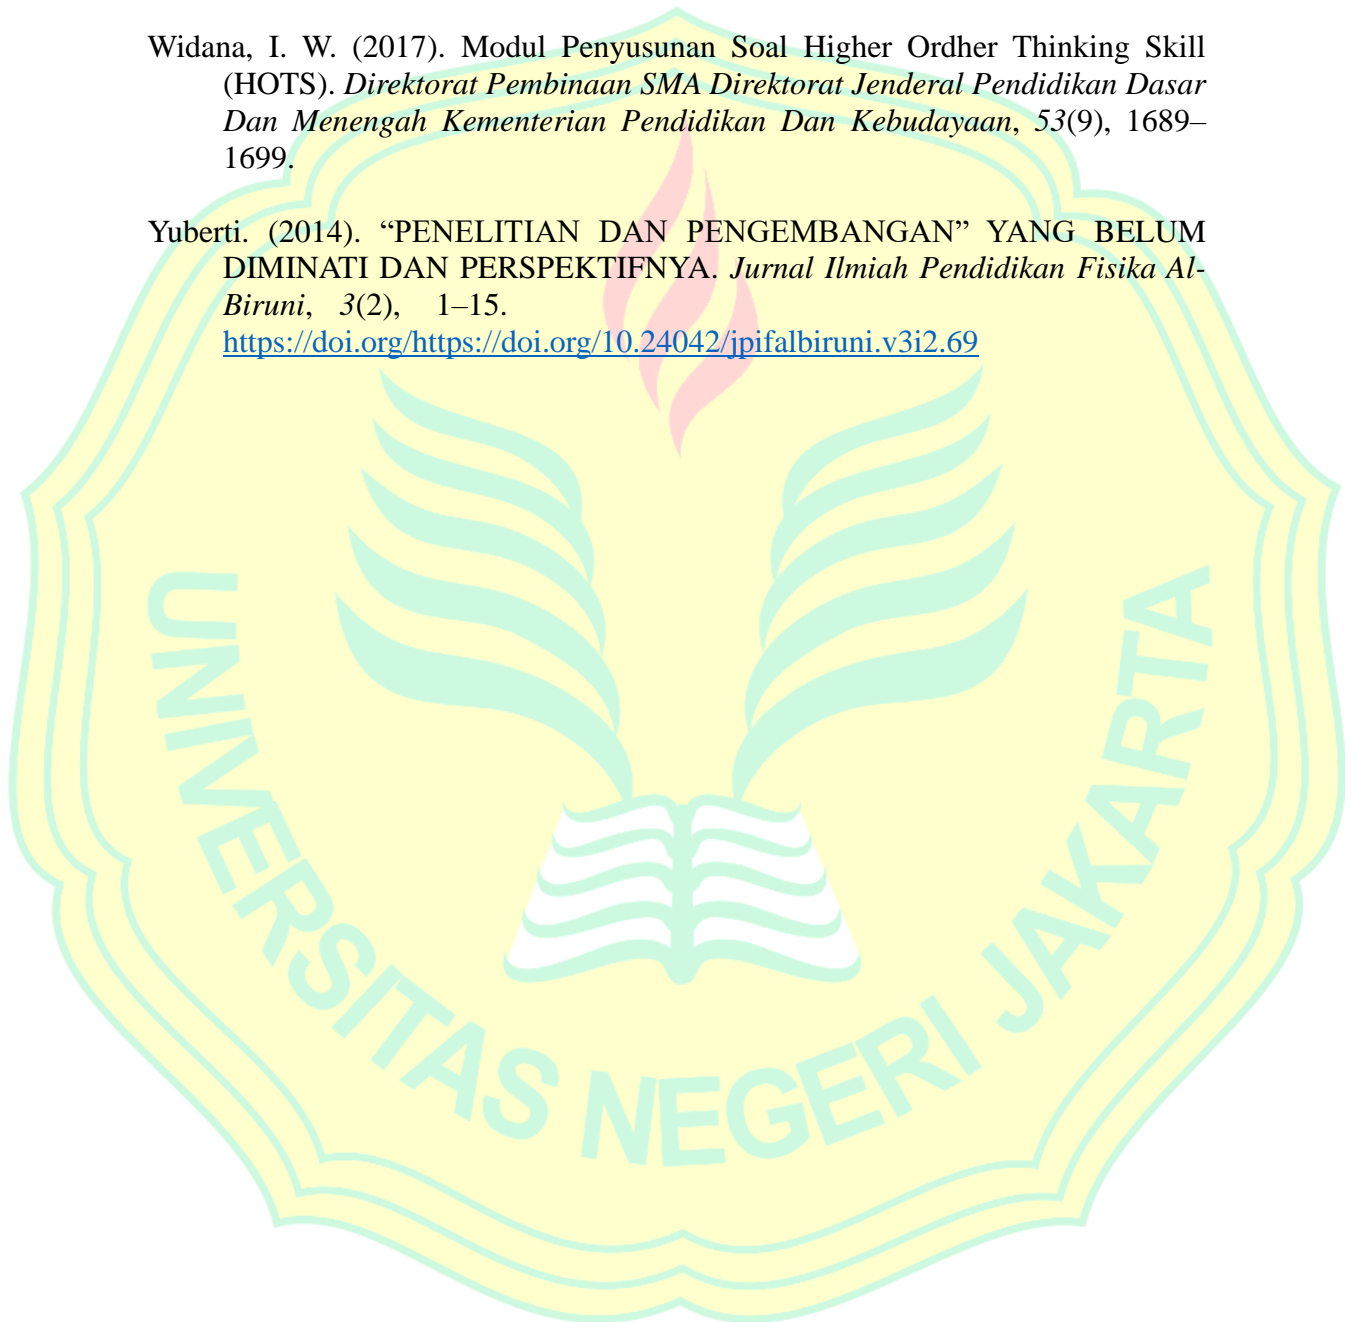 Widana, I. W. (2017). Modul Penyusunan Soal Higher Ordher Thinking Skill
(HOTS). Direktorat Pembinaan SMA Direktorat Jenderal Pendidikan Dasar
Dan Menengah Kementerian Pendidikan Dan Kebudayaan, 53(9), 1689–
1699.
Yuberti. (2014). “PENELITIAN DAN PENGEMBANGAN” YANG BELUM
DIMINATI DAN PERSPEKTIFNYA. Jurnal Ilmiah Pendidikan Fisika Al-
Biruni, 3(2), 1–15.
https://doi.org/https://doi.org/10.24042/jpifalbiruni.v3i2.69
UNIVERSITAS NEGERI JAKARTA